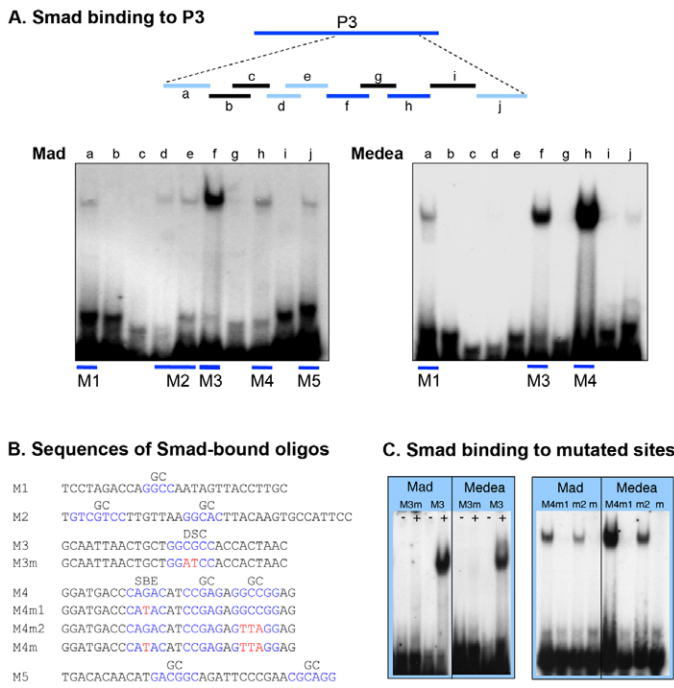 A. Smad binding to P3
P3
c e g i
a b d f h j
Mad a b c d e f g h i j
Medea a b c d e f g h i j
M1 M2 M3 M4 M5
M1 M3 M4
B. Sequences of Smad-bound oligos
GC
M1 TCCTAGACCAGGCCAATAGTTACCTTGC
GC GC
M2 TGTCGTCCTTGTTAAGGCACTTACAAGTGCCATTCC
DSC
M3 GCAATTAACTGCTGGCGCCACCACTAAC
M3m GCAATTAACTGCTGGATCCACCACTAAC
SBE GC GC
M4 GGATGACCCAGACATCCGAGAGGCCGGAG
M4m1 GGATGACCCATACATCCGAGAGGCCGGAG
M4m2 GGATGACCCAGACATCCGAGAGTTAGGAG
M4m GGATGACCCATACATCCGAGAGTTAGGAG
GC GC
M5 TGACACAACATGACGGCAGATTCCCGAACGCAGG
C. Smad binding to mutated sites
Mad Medea
M3m M3 M3m M3
- + - + - + - +
Mad Medea
M4m1 m2 m M4m1 m2 m